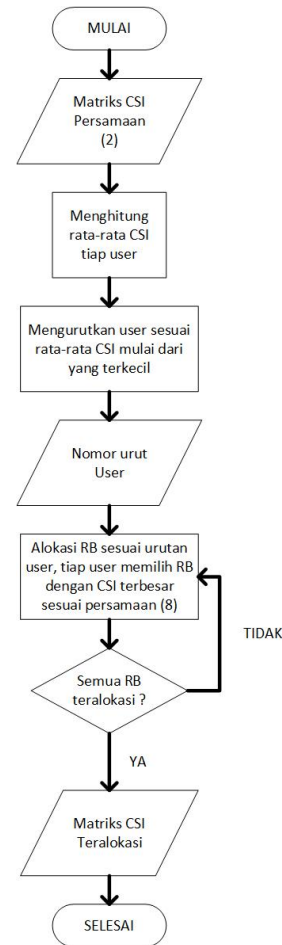 MULAI
Matriks CSI
Persamaan
(2)
Menghitung
rata-rata CSI
tiap user
Mengurutkan user sesuai
rata-rata CSI mulai dari
yang terkecil
Nomor urut
User
Alokasi RB sesuai urutan
user, tiap user memilih RB
dengan CSI terbesar
sesuai persamaan (8)
TIDAK
Semua RB
teralokasi ?
YA
Matriks CSI
Teralokasi
SELESAI